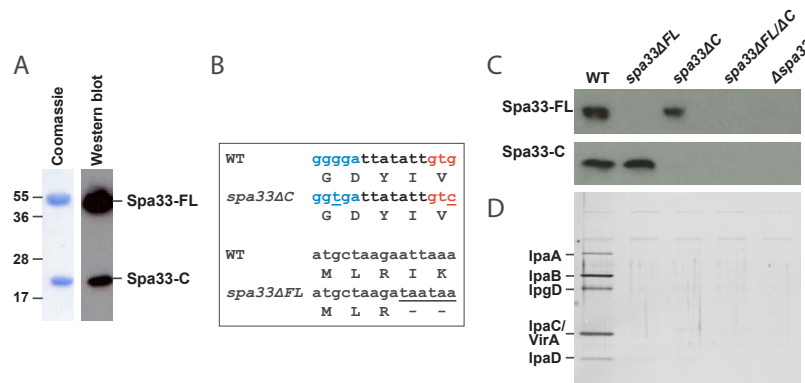 A
Coomassie
Western blot
55
36
28
17
Spa33-FL
Spa33-C
B
WT ggggattatattgtg
G D Y I V
spa33ΔC ggtgattatattgtc
G D Y I V
WT atgctaagaattaaa
M L R I K
spa33ΔFL atgctaagataataa
M L R - -
C
WT spa33ΔFL spa33ΔC spa33ΔFL/ΔC Δspa33
Spa33-FL
Spa33-C
D
IpaA
IpaB
IpgD
IpaC/
VirA
IpaD